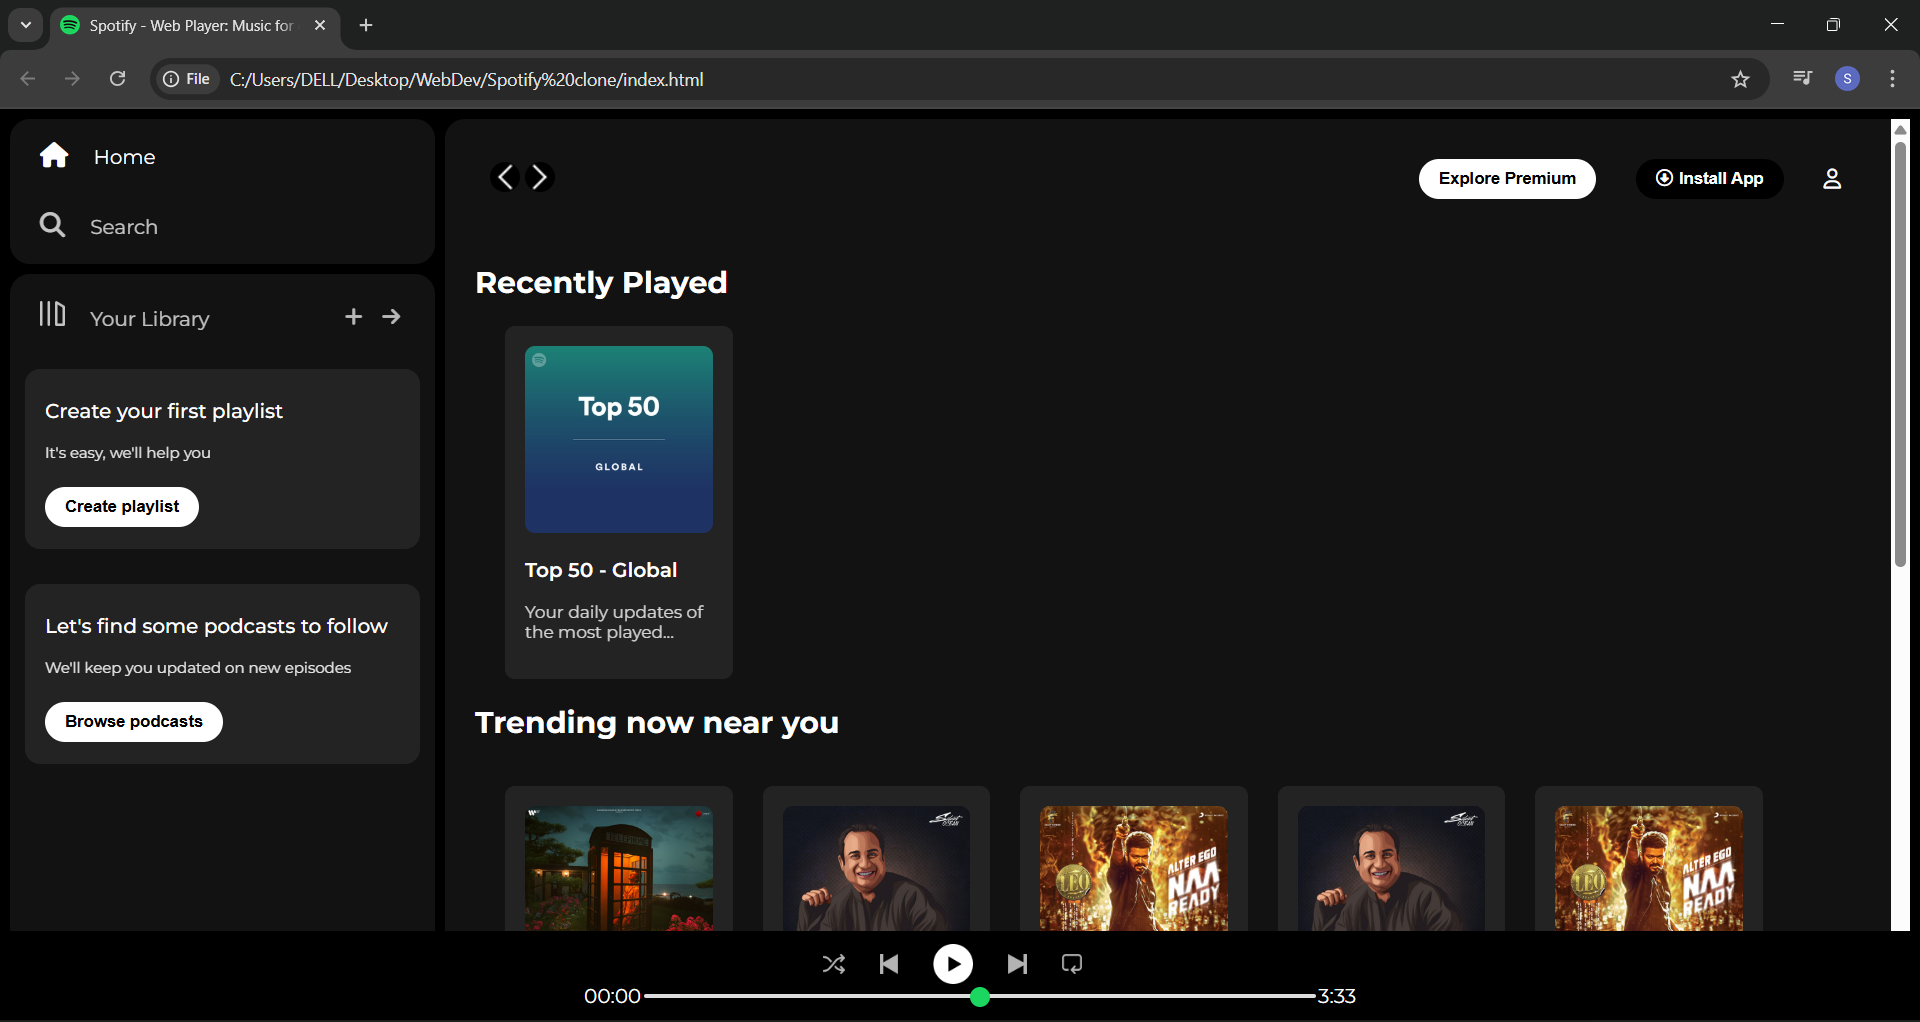 Spotify - Web Player: Music for
File
C:/Users/DELL/Desktop/WebDev/Spotify%20clone/index.html
S
Home
Search
Your Library
Create your first playlist
It's easy, we'll help you
Create playlist
Let's find some podcasts to follow
We'll keep you updated on new episodes
Browse podcasts
Explore Premium
Install App
Recently Played
Top 50
GLOBAL
Top 50 - Global
Your daily updates of
the most played...
Trending now near you
TELEPHONE
LEO
ALTER EGO
NAA
READY
LEO
ALTER EGO
NAA
READY
00:00
3:33